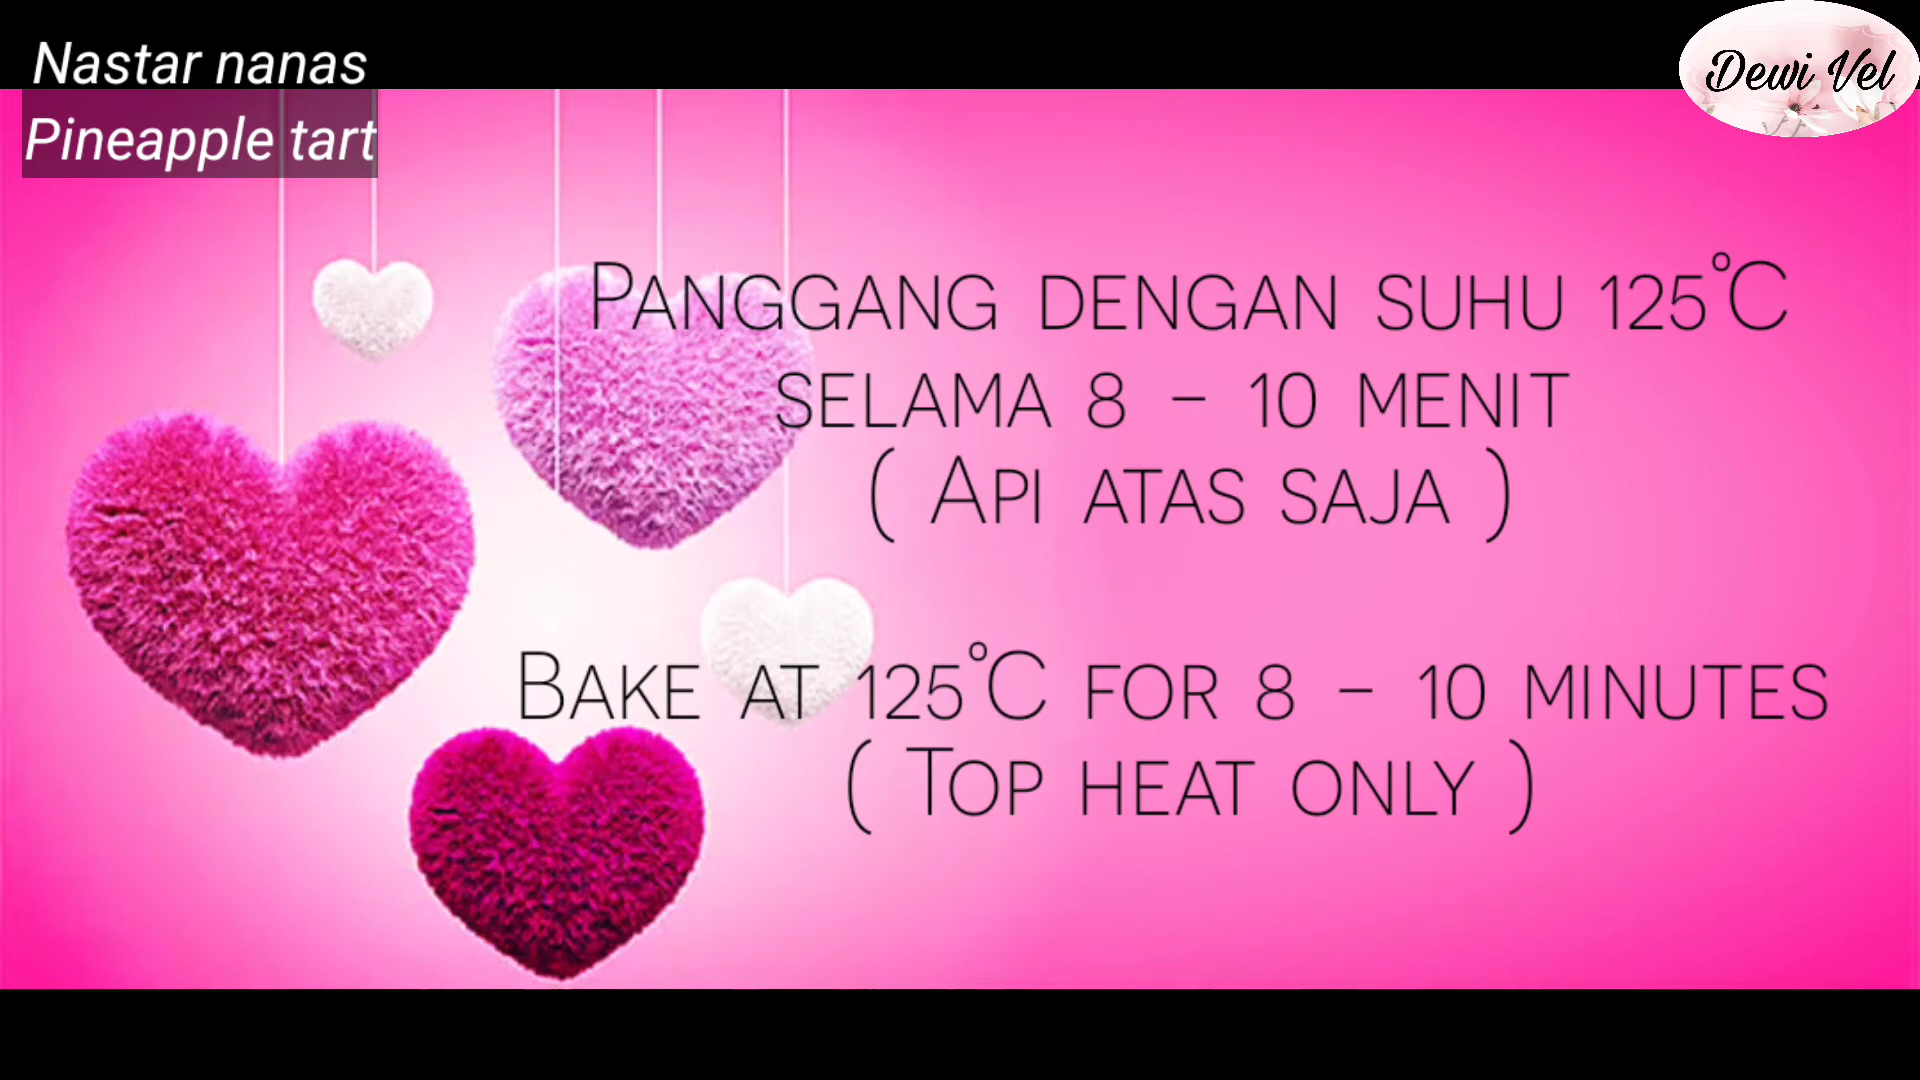 Nastar nanas
Pineapple tart
Dewi Vel
Panggang dengan suhu 125°C
selama 8 - 10 menit
( Api atas saja )
Bake at 125°C for 8 - 10 minutes
( Top heat only )